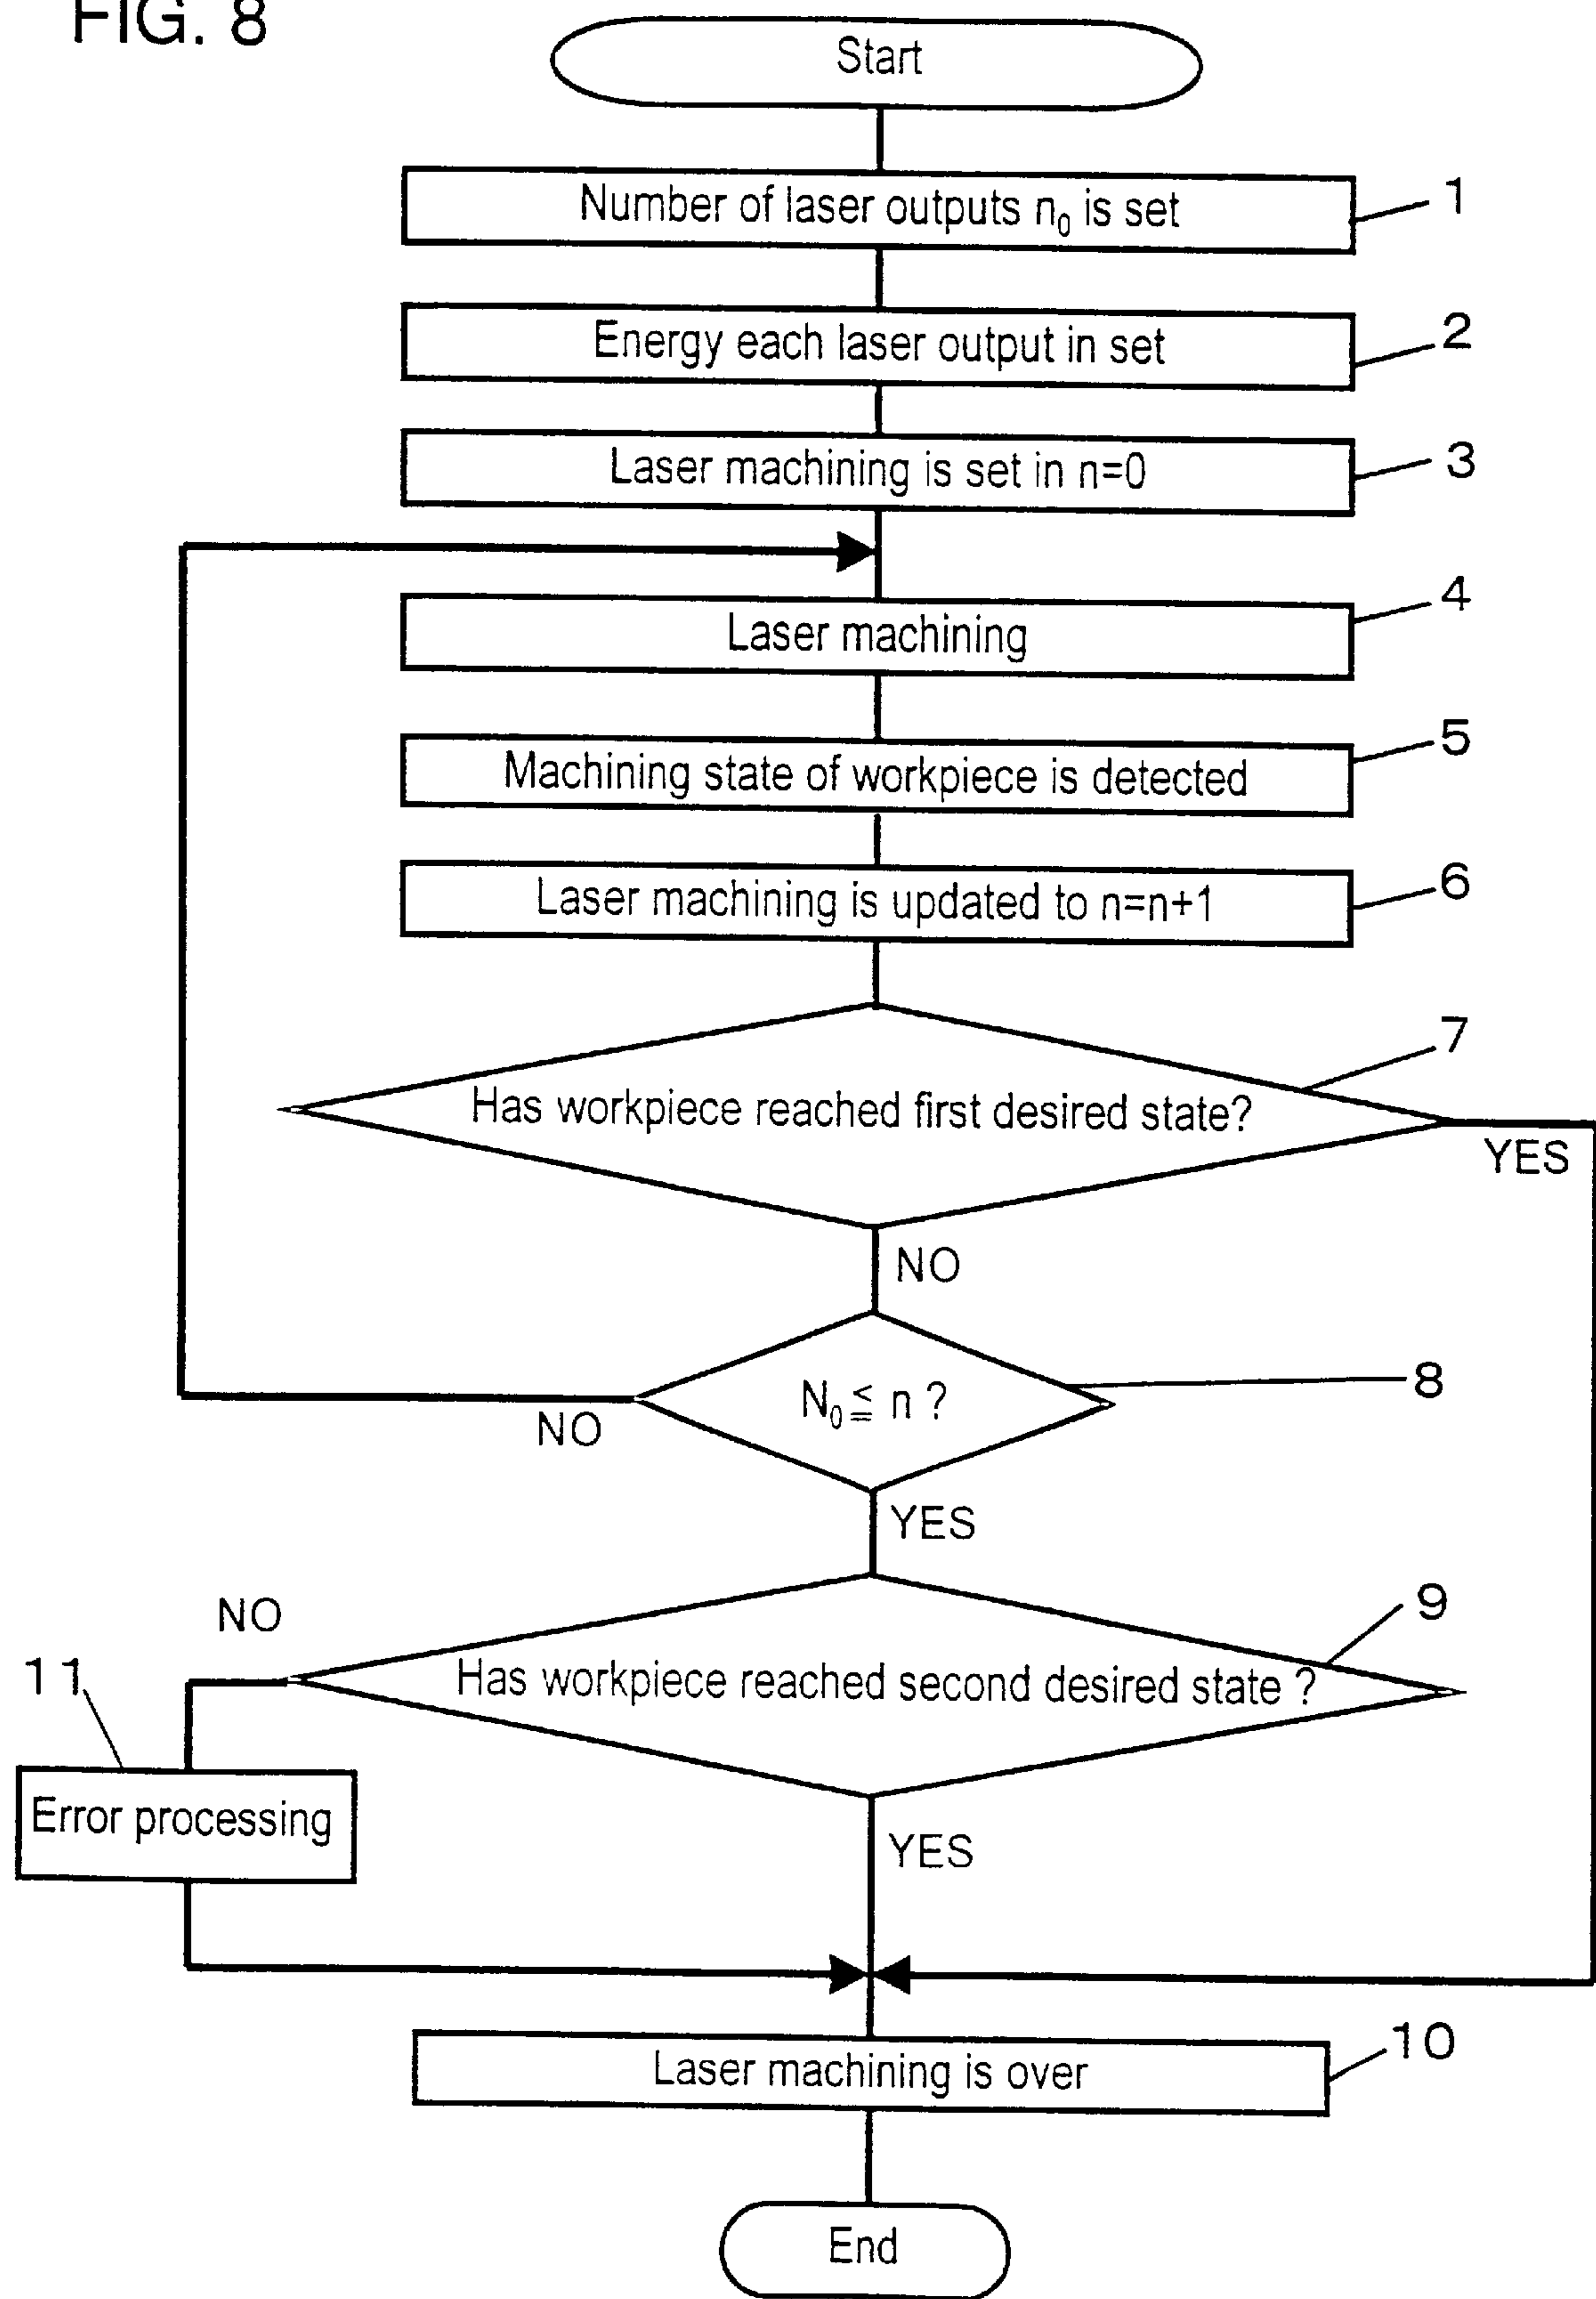 FIG. 8
Start
Number of laser outputs n₀ is set
1
Energy each laser output in set
2
Laser machining is set in n=0
3
Laser machining
4
Machining state of workpiece is detected
5
Laser machining is updated to n=n+1
6
7
Has workpiece reached first desired state?
YES
NO
N₀ ≦ n ?
8
NO
YES
9
NO
Has workpiece reached second desired state ?
11
Error processing
YES
Laser machining is over
10
End